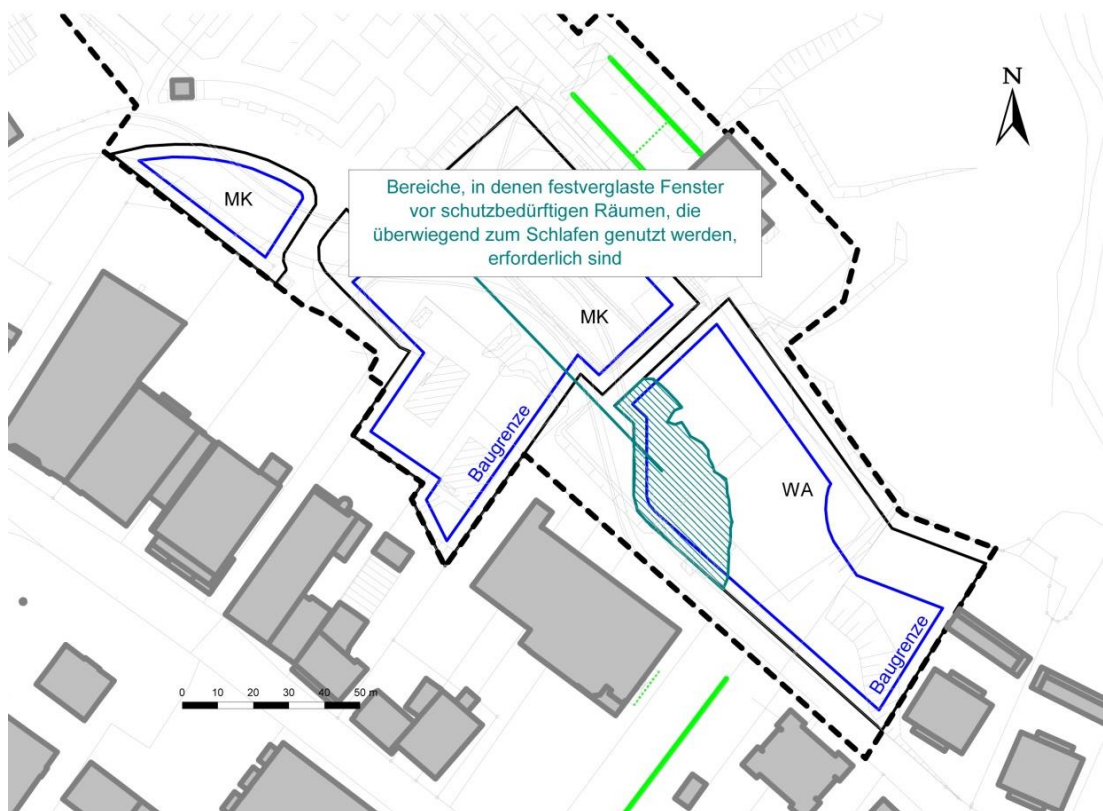 N
MK
Bereiche, in denen festverglaste Fenster
vor schutzbedürftigen Räumen, die
überwiegend zum Schlafen genutzt werden,
erforderlich sind
MK
Baugrenze
WA
Baugrenze
0 10 20 30 40 50 m